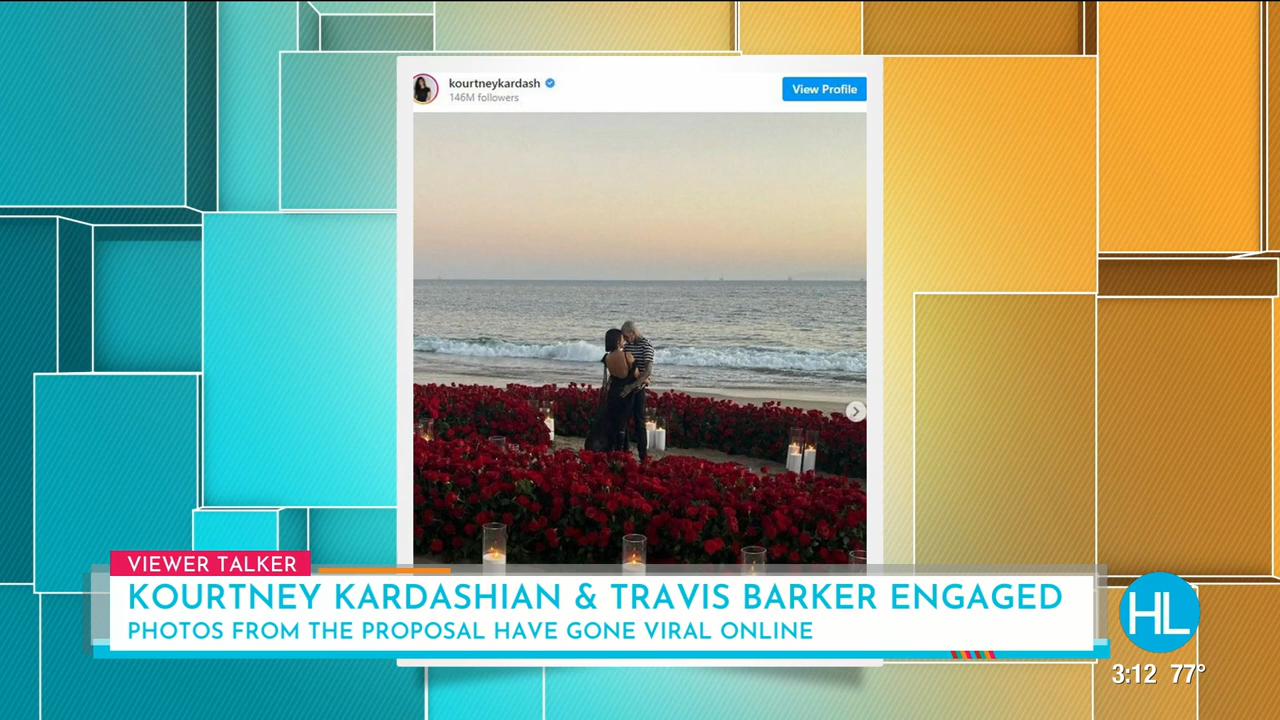 kourtneykardash
146M followers
View Profile
VIEWER TALKER
KOURTNEY KARDASHIAN & TRAVIS BARKER ENGAGED
PHOTOS FROM THE PROPOSAL HAVE GONE VIRAL ONLINE
HL
3:12 77°